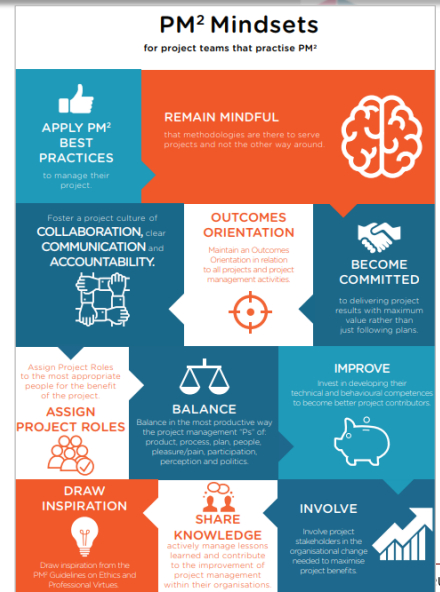 PM² Mindsets
for project teams that practise PM²
APPLY PM²
BEST
PRACTICES
to manage their
project.
REMAIN MINDFUL
that methodologies are there to serve
projects and not the other way around.
Foster a project culture of
COLLABORATION, clear
COMMUNICATION and
ACCOUNTABILITY.
OUTCOMES
ORIENTATION
Maintain an Outcomes
Orientation in relation
to all projects and project
management activities.
BECOME
COMMITTED
to delivering project
results with maximum
value rather than
just following plans.
Assign Project Roles
to the most appropriate
people for the benefit
of the project.
ASSIGN
PROJECT ROLES
BALANCE
Balance in the most productive way
the project management "Ps" of:
product, process, plan, people,
pleasure/pain, participation,
perception and politics.
IMPROVE
Invest in developing their
technical and behavioural competences
to become better project contributors.
DRAW
INSPIRATION
Draw inspiration from the
PM² Guidelines on Ethics and
Professional Virtues
SHARE
KNOWLEDGE
actively manage lessons
learned and contribute
to the improvement of
project management
within their organisations.
INVOLVE
Involve project
stakeholders in the
organisational change
needed to maximise
project benefits.